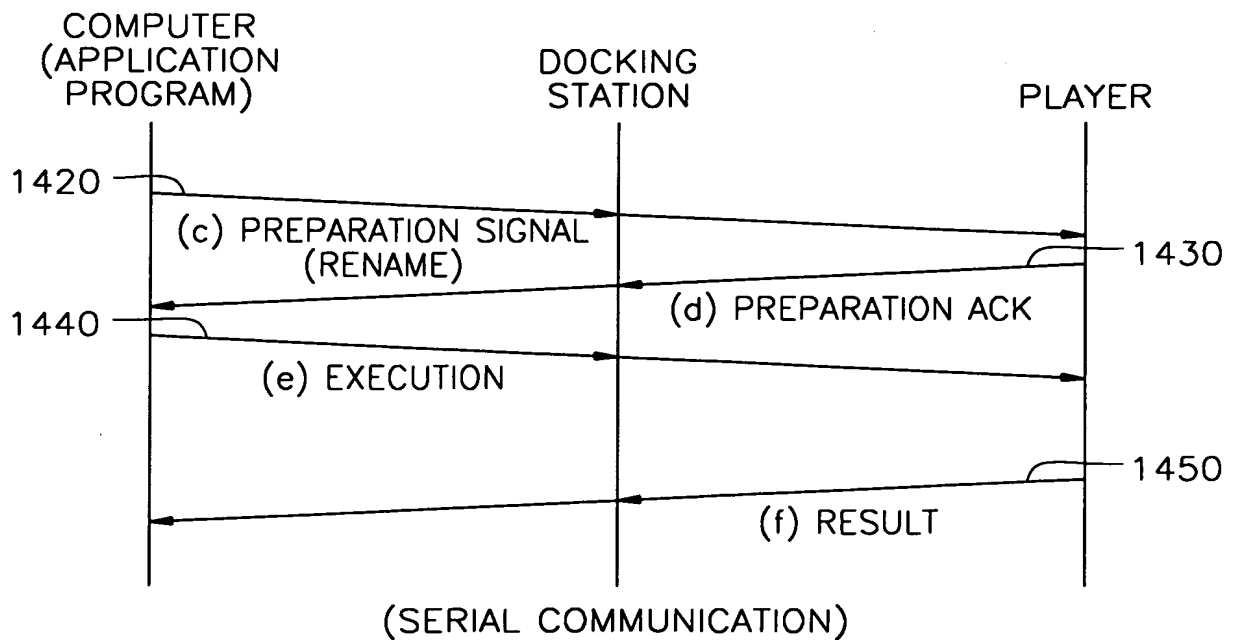 COMPUTER
(APPLICATION
PROGRAM)
DOCKING
STATION
PLAYER
1420
(c) PREPARATION SIGNAL
(RENAME)
1430
(d) PREPARATION ACK
1440
(e) EXECUTION
1450
(f) RESULT
(SERIAL COMMUNICATION)